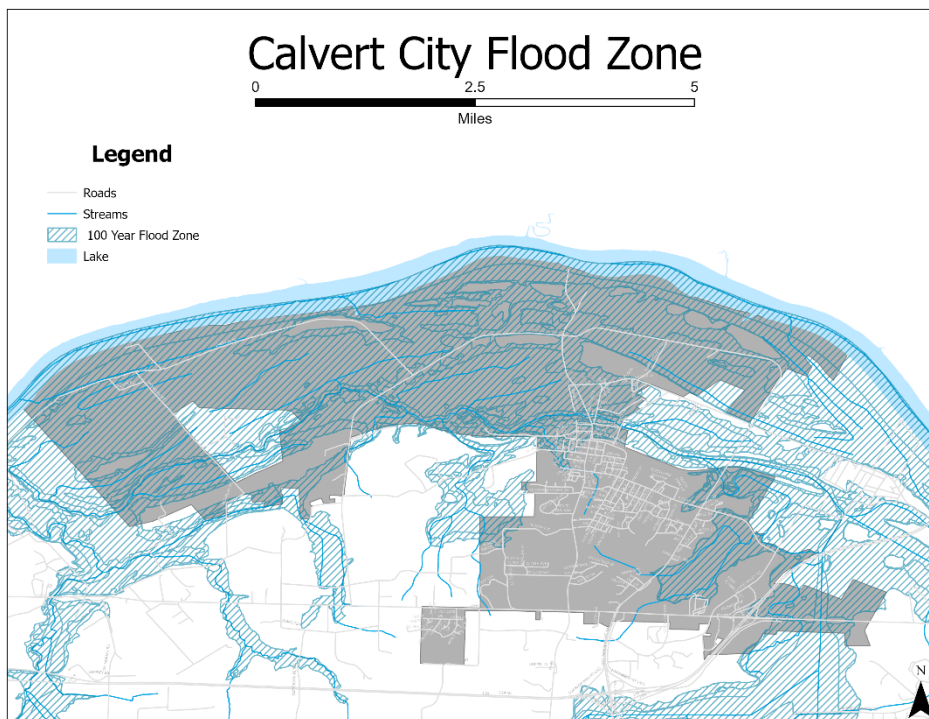 Calvert City Flood Zone
0 2.5 5
Miles
Legend
Roads
Streams
100 Year Flood Zone
Lake
N